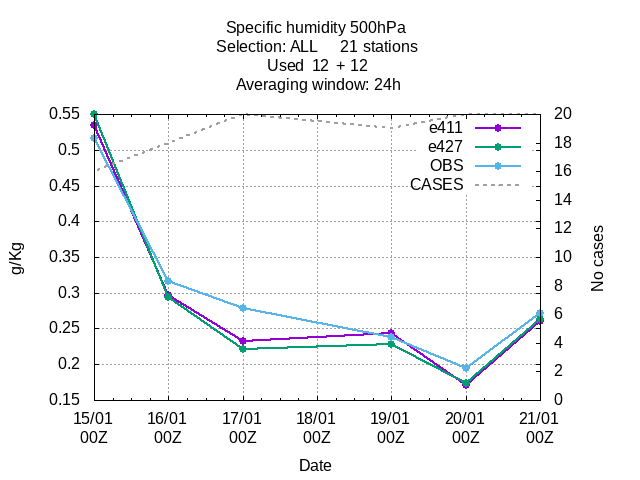 Specific humidity 500hPa
Selection: ALL 21 stations
Used 12 + 12
Averaging window: 24h
0.55
0.5
0.45
0.4
0.35
0.3
0.25
0.2
0.15
g/Kg
e411
e427
OBS
CASES
20
18
16
14
12
10
8
6
4
2
0
No cases
15/01 16/01 17/01 18/01 19/01 20/01 21/01
00Z 00Z 00Z 00Z 00Z 00Z 00Z
Date